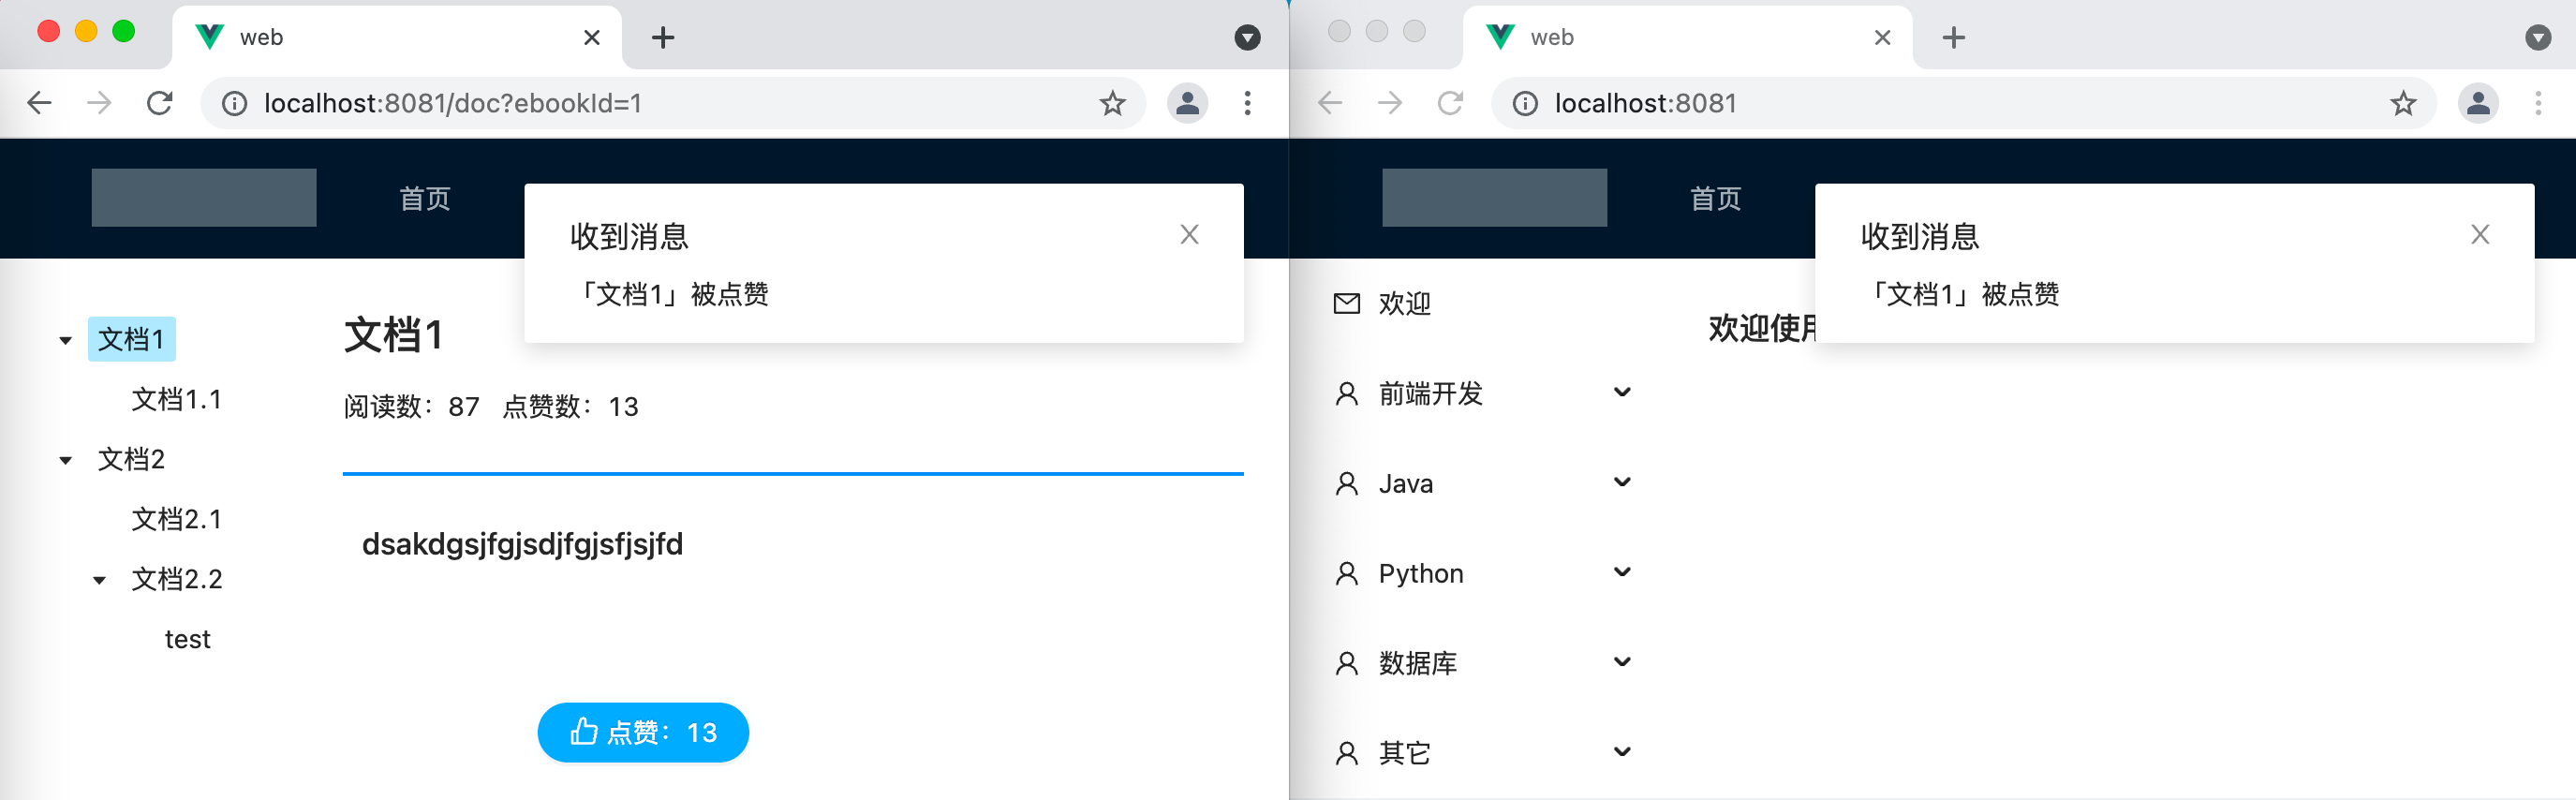 web
localhost:8081/doc?ebookId=1
首页
收到消息
「文档1」被点赞
文档1
文档1.1
文档2
文档2.1
文档2.2
test
文档1
阅读数：87 点赞数：13
dsakdgsjfgjsdjfgjsfjsjfd
点赞：13
web
localhost:8081
首页
收到消息
「文档1」被点赞
欢迎
前端开发
Java
Python
数据库
其它
欢迎使